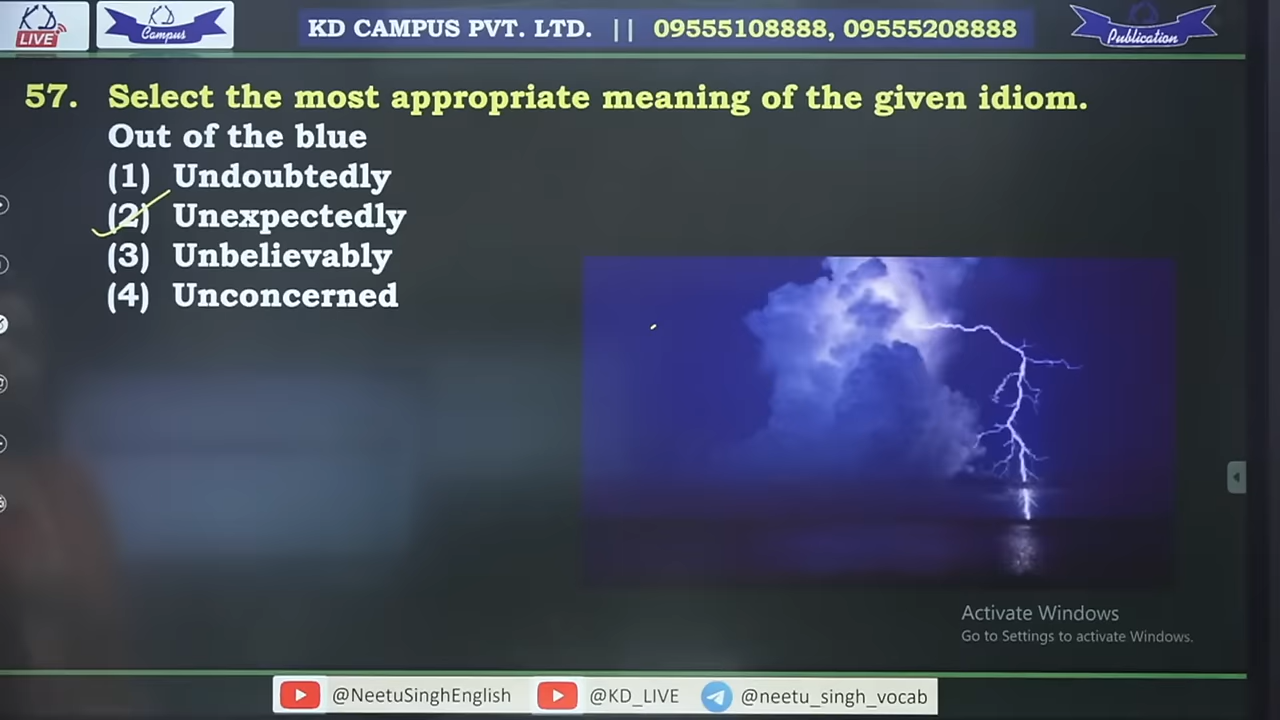 KD
LIVE
KD
Campus
KD CAMPUS PVT. LTD. || 09555108888, 09555208888
Publication
57. Select the most appropriate meaning of the given idiom.
Out of the blue
(1) Undoubtedly
(2) Unexpectedly
(3) Unbelievably
(4) Unconcerned
Activate Windows
Go to Settings to activate Windows.
@NeetuSinghEnglish @KD_LIVE @neetu_singh_vocab